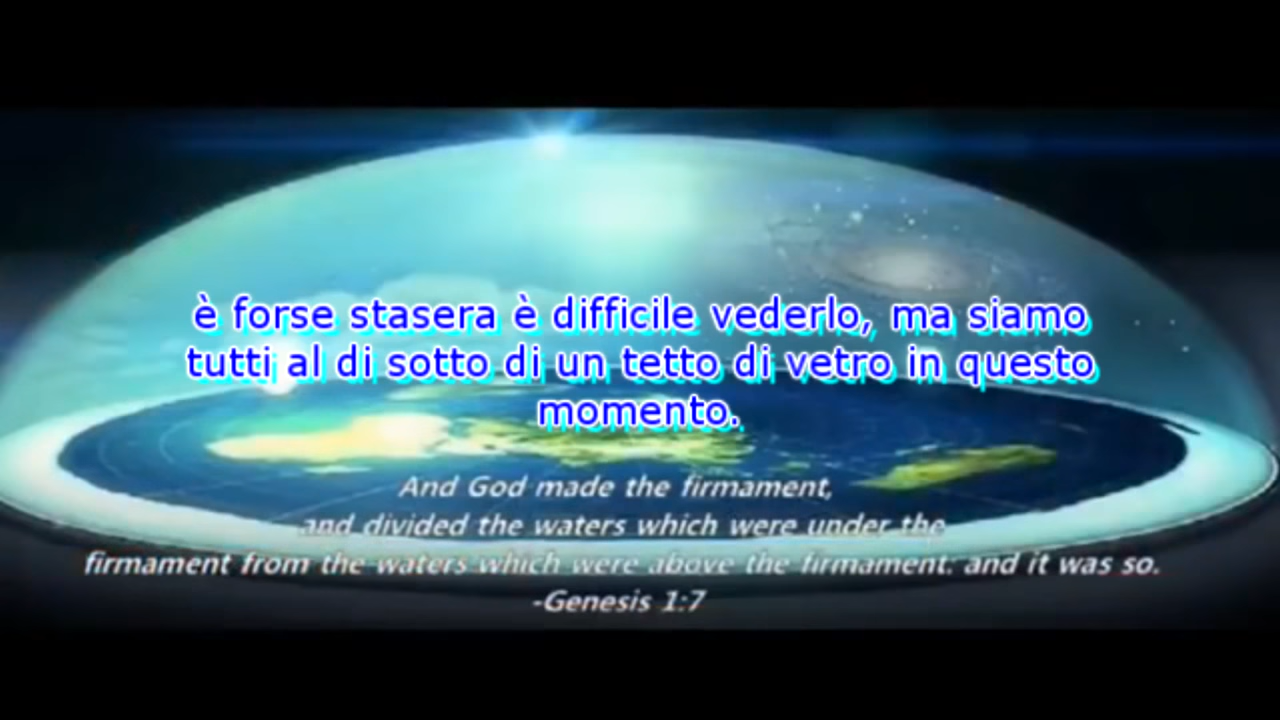 è forse stasera è difficile vederlo, ma siamo
tutti al di sotto di un tetto di vetro in questo
momento.
And God made the firmament,
and divided the waters which were under the
firmament from the waters which were above the firmament. and it was so.
-Genesis 1:7